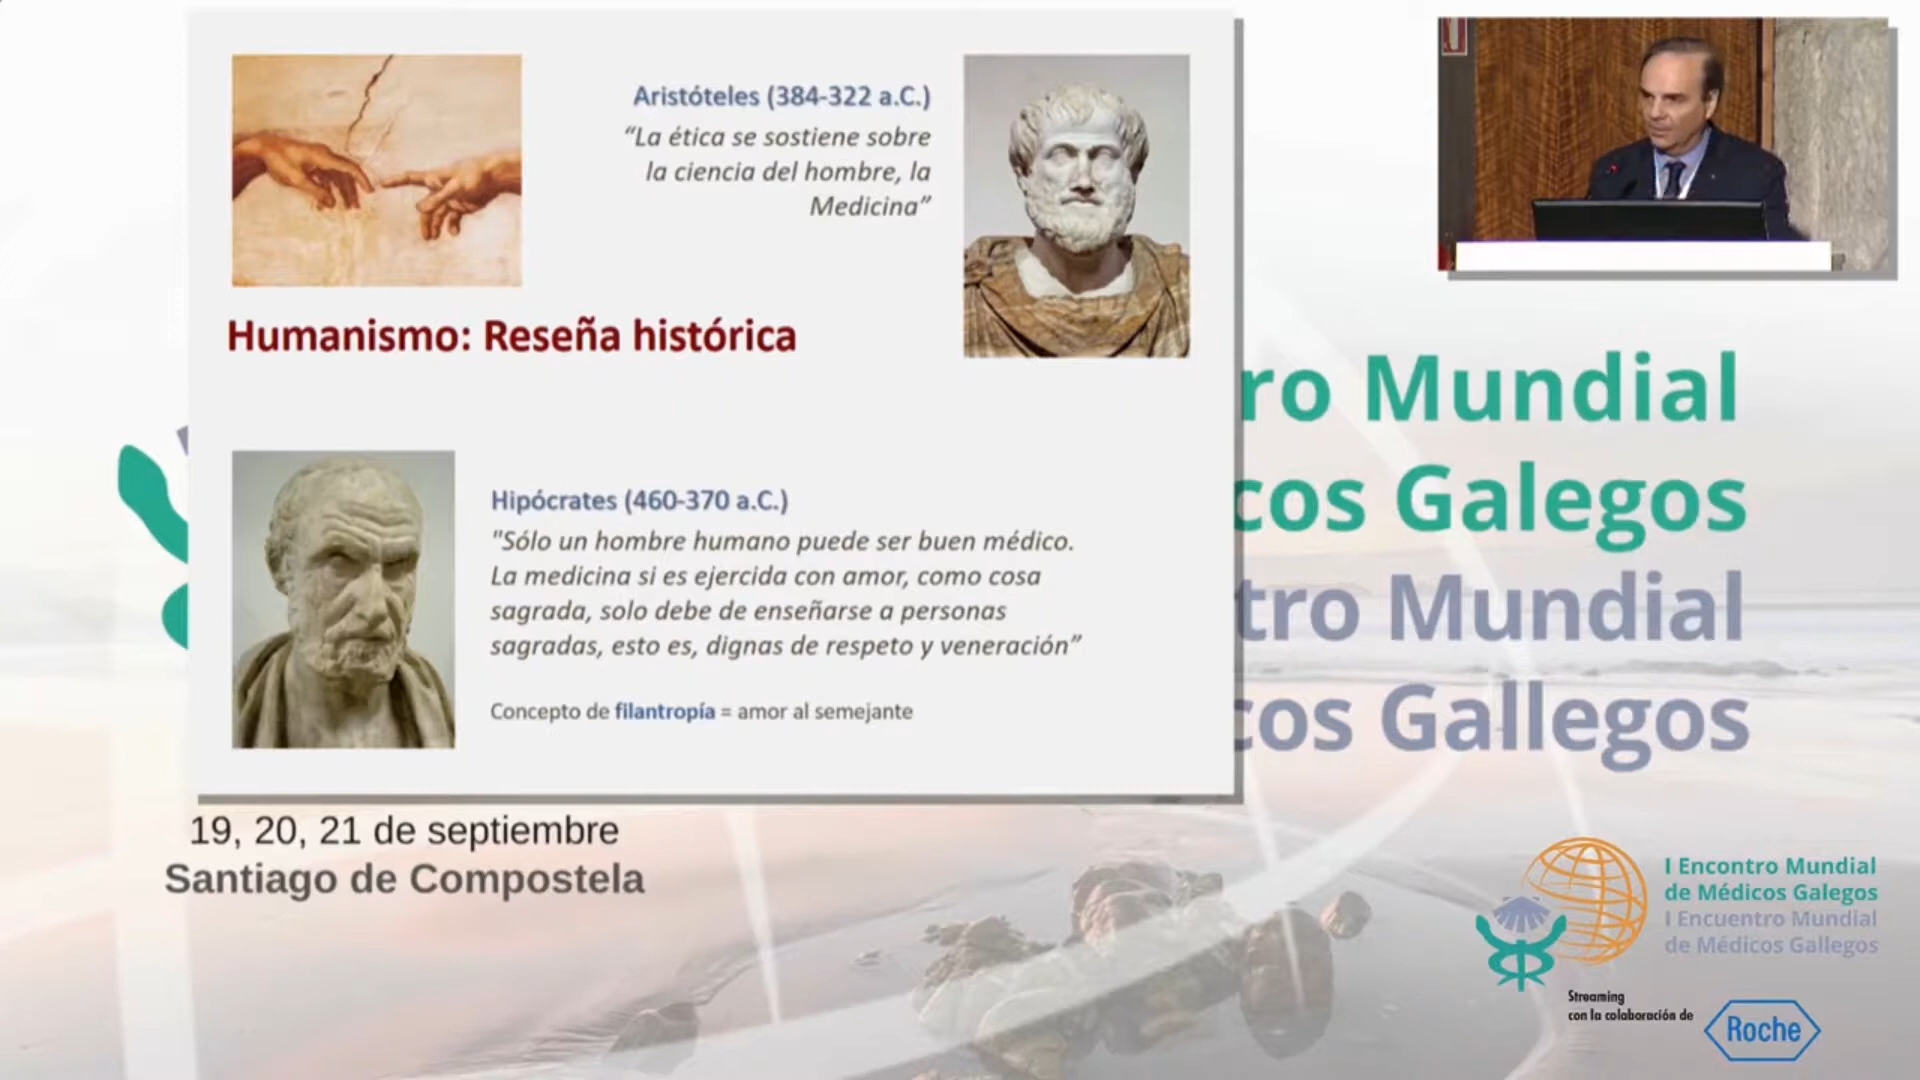 Aristóteles (384-322 a.C.)
“La ética se sostiene sobre
la ciencia del hombre, la
Medicina”
Humanismo: Reseña histórica
Hipócrates (460-370 a.C.)
"Sólo un hombre humano puede ser buen médico.
La medicina si es ejercida con amor, como cosa
sagrada, solo debe de enseñarse a personas
sagradas, esto es, dignas de respeto y veneración”
Concepto de filantropía = amor al semejante
ro Mundial
cos Galegos
tro Mundial
cos Gallegos
19, 20, 21 de septiembre
Santiago de Compostela
I Encontro Mundial
de Médicos Galegos
I Encuentro Mundial
de Médicos Gallegos
Streaming
con la colaboración de
Roche